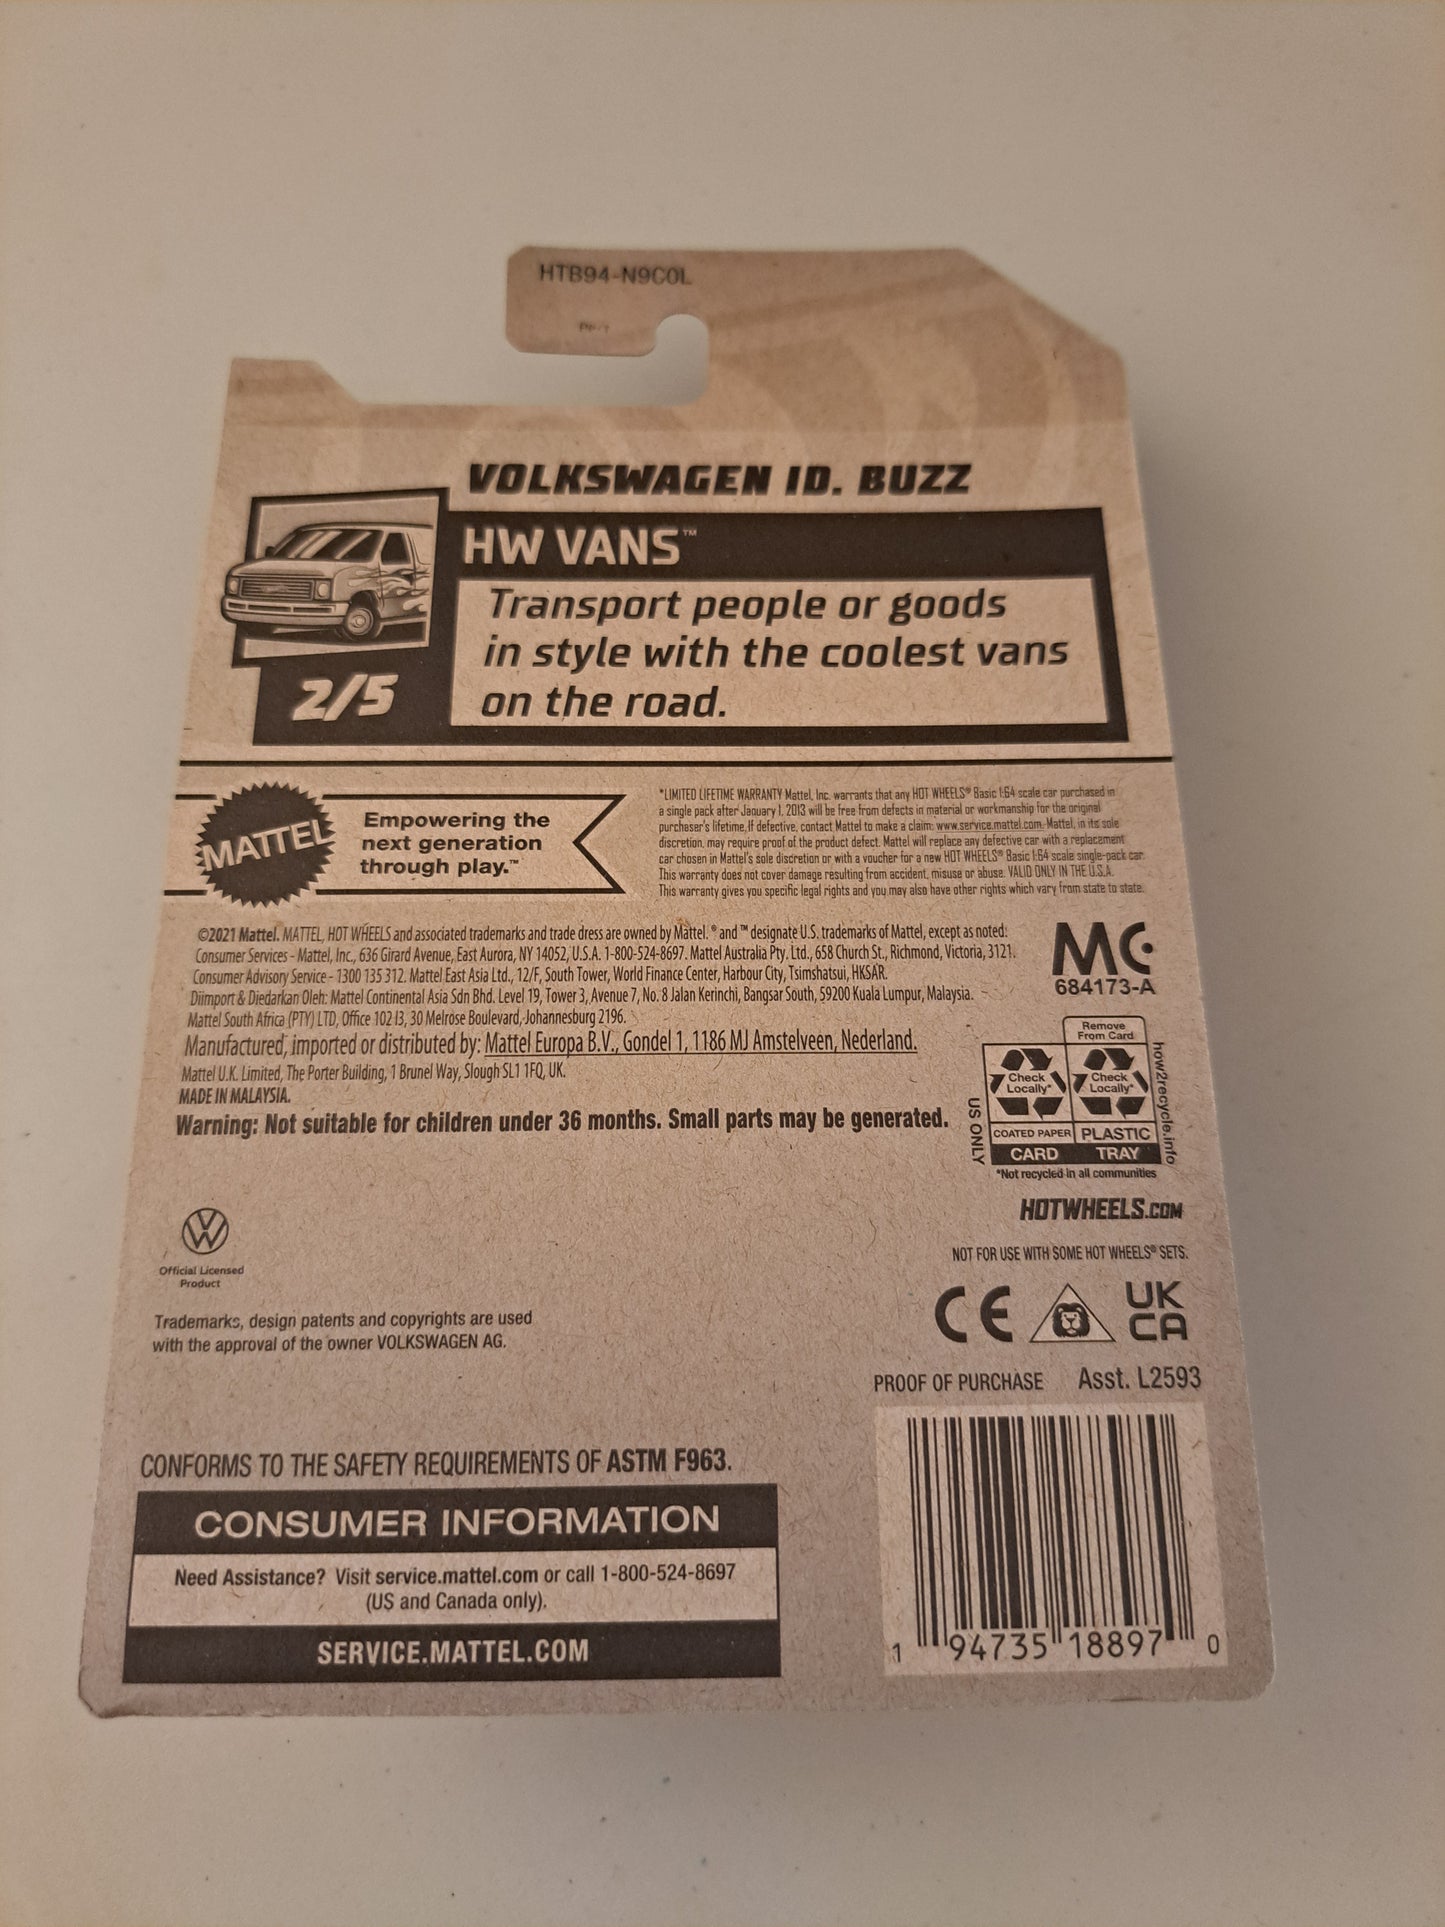 HTB94-N9C0L
VOLKSWAGEN ID. BUZZ
HW VANS™
Transport people or goods
in style with the coolest vans
on the road.
2/5
MATTEL
Empowering the
next generation
through play.™
*LIMITED LIFETIME WARRANTY Mattel, Inc. warrants that any HOT WHEELS® Basic 1:64 scale car purchased in
a single pack after January 1, 2013 will be free from defects in material or workmanship for the original
purchaser's lifetime. If defective, contact Mattel to make a claim: www.service.mattel.com. Mattel, in its sole
discretion, may require proof of the product defect. Mattel will replace any defective car with a replacement
car chosen in Mattel's sole discretion or with a voucher for a new HOT WHEELS® Basic 1:64 scale single-pack car.
This warranty does not cover damage resulting from accident, misuse or abuse. VALID ONLY IN THE U.S.A.
This warranty gives you specific legal rights and you may also have other rights which vary from state to state.
©2021 Mattel. MATTEL, HOT WHEELS and associated trademarks and trade dress are owned by Mattel. ® and ™ designate U.S. trademarks of Mattel, except as noted:
Consumer Services - Mattel, Inc., 636 Girard Avenue, East Aurora, NY 14052, U.S.A. 1-800-524-8697. Mattel Australia Pty. Ltd., 658 Church St., Richmond, Victoria, 3121.
Consumer Advisory Service - 1300 135 312. Mattel East Asia Ltd., 12/F, South Tower, World Finance Center, Harbour City, Tsimshatsui, HKSAR.
Diimport & Diedarkan Oleh: Mattel Continental Asia Sdn Bhd. Level 19, Tower 3, Avenue 7, No. 8 Jalan Kerinchi, Bangsar South, 59200 Kuala Lumpur, Malaysia.
Mattel South Africa (PTY) LTD, Office 102 I3, 30 Melrose Boulevard, Johannesburg 2196.
Manufactured, imported or distributed by: Mattel Europa B.V., Gondel 1, 1186 MJ Amstelveen, Nederland.
Mattel U.K. Limited, The Porter Building, 1 Brunel Way, Slough SL1 1FQ, UK.
MADE IN MALAYSIA.
Warning: Not suitable for children under 36 months. Small parts may be generated.
MC
684173-A
Remove
From Card
Check
Locally*
Check
Locally*
COATED PAPER
PLASTIC
CARD
TRAY
US ONLY
how2recycle.info
*Not recycled in all communities
HOTWHEELS.COM
NOT FOR USE WITH SOME HOT WHEELS® SETS.
Official Licensed
Product
Trademarks, design patents and copyrights are used
with the approval of the owner VOLKSWAGEN AG.
CE
UK
CA
PROOF OF PURCHASE Asst. L2593
CONFORMS TO THE SAFETY REQUIREMENTS OF ASTM F963.
CONSUMER INFORMATION
Need Assistance? Visit service.mattel.com or call 1-800-524-8697
(US and Canada only).
SERVICE.MATTEL.COM
1 94735 18897 0